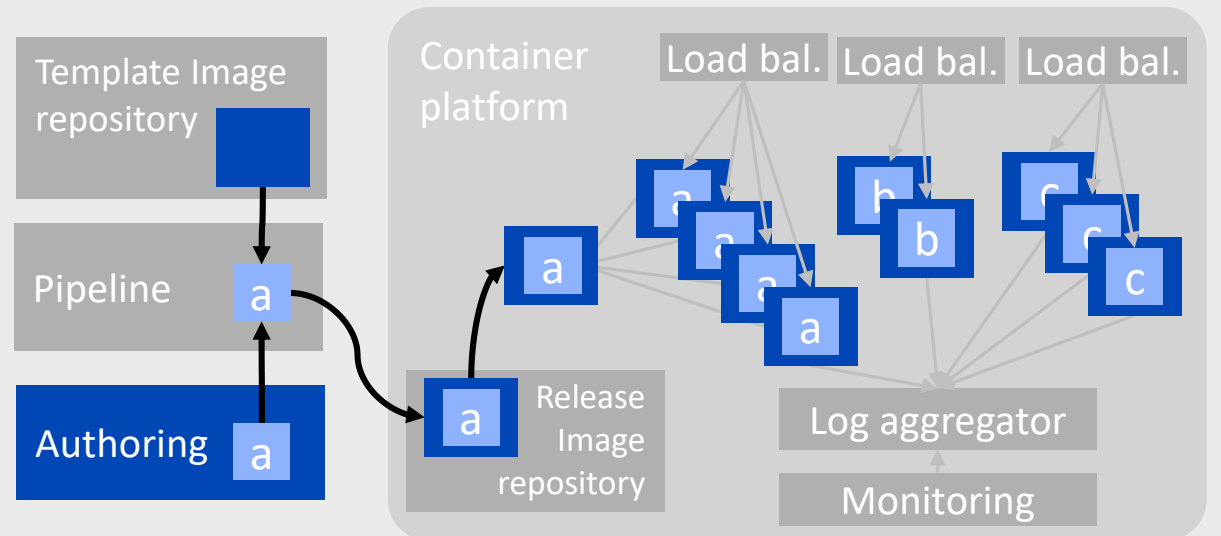 Template Image
repository
Pipeline
a
Authoring
a
Container
platform
Load bal.
Load bal.
Load bal.
a
a
a
a
a
b
b
c
c
c
a
Release
Image
repository
Log aggregator
Monitoring